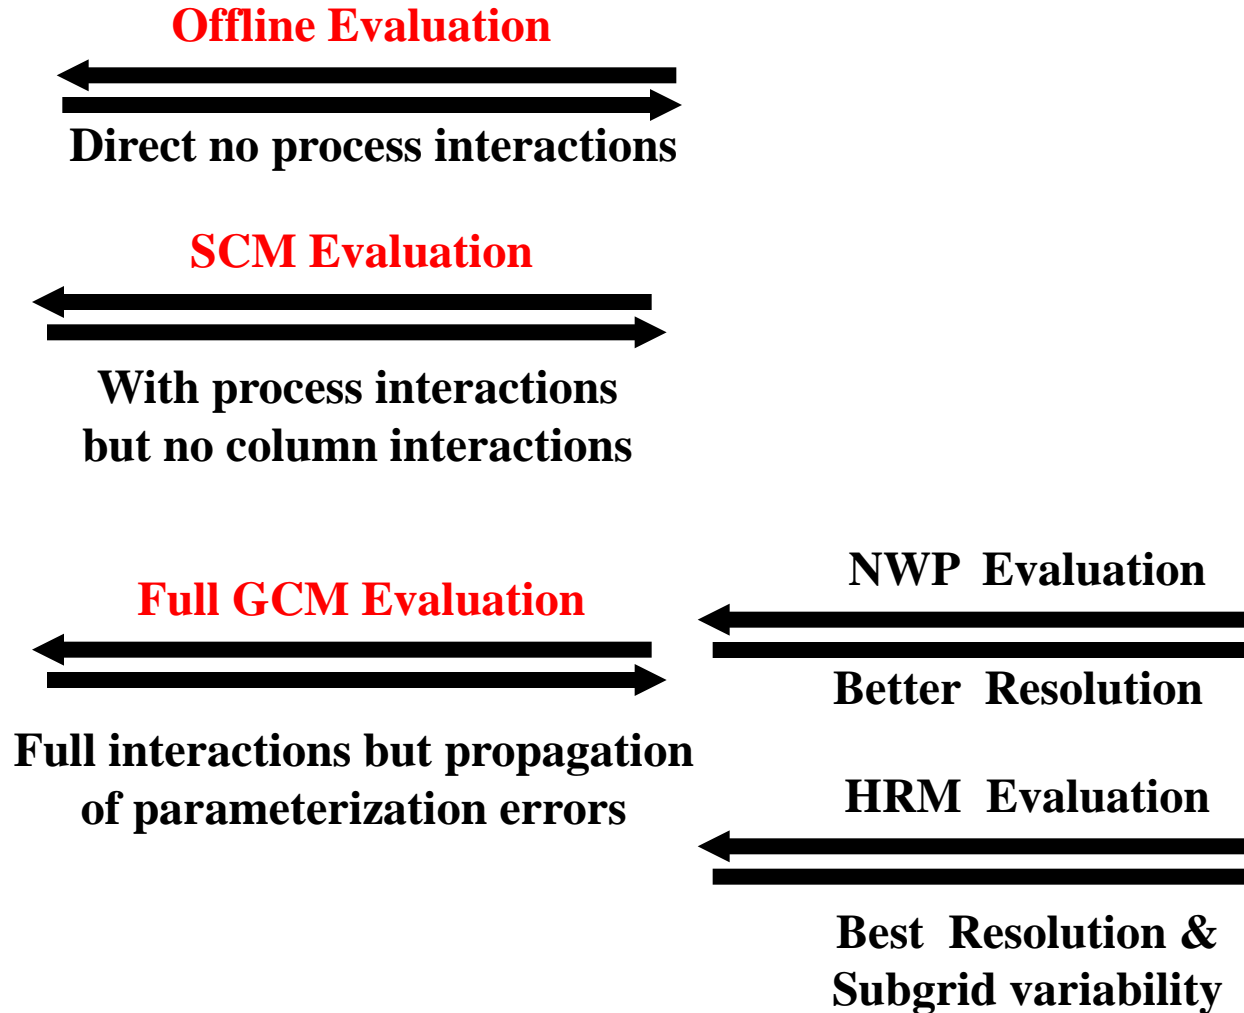 Offline Evaluation
Direct no process interactions
SCM Evaluation
With process interactions
but no column interactions
Full GCM Evaluation
Full interactions but propagation
of parameterization errors
NWP Evaluation
Better Resolution
HRM Evaluation
Best Resolution &
Subgrid variability